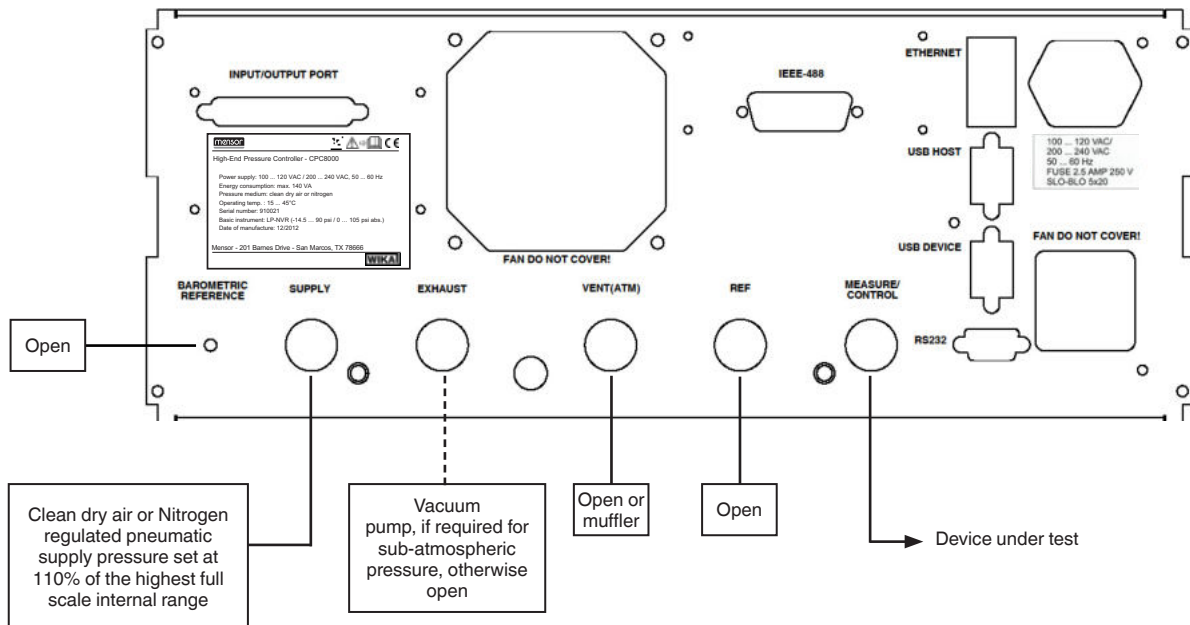 INPUT/OUTPUT PORT
IEEE-488
ETHERNET
mensor
CE
High-End Pressure Controller - CPC8000
Power supply: 100 ... 120 VAC / 200 ... 240 VAC, 50 ... 60 Hz
Energy consumption: max. 140 VA
Pressure medium: clean dry air or nitrogen
Operating temp. : 15 ... 45°C
Serial number: 910021
Basic instrument: LP-NVR (-14.5 ... 90 psi / 0 ... 105 psi abs.)
Date of manufacture: 12/2012
Mensor - 201 Barnes Drive - San Marcos, TX 78666
WIKA
FAN DO NOT COVER!
USB HOST
100 ... 120 VAC/
200 ... 240 VAC
50 ... 60 Hz
FUSE 2.5 AMP 250 V
SLO-BLO 5x20
USB DEVICE
FAN DO NOT COVER!
RS232
BAROMETRIC
REFERENCE
SUPPLY
EXHAUST
VENT(ATM)
REF
MEASURE/
CONTROL
Open
Clean dry air or Nitrogen
regulated pneumatic
supply pressure set at
110% of the highest full
scale internal range
Vacuum
pump, if required for
sub-atmospheric
pressure, otherwise
open
Open or
muffler
Open
Device under test